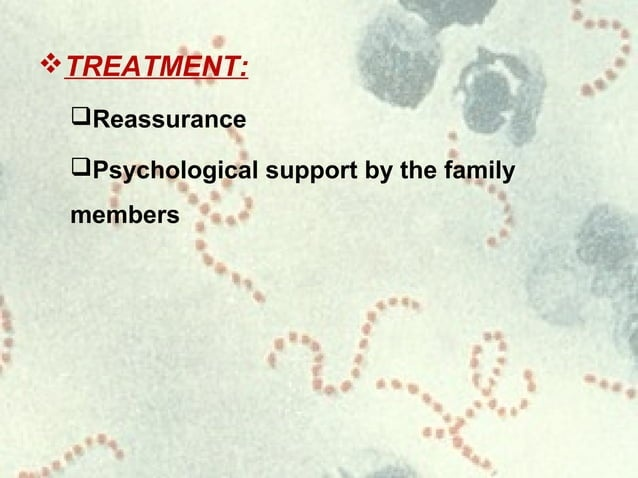 ❖TREATMENT:
❑Reassurance
❑Psychological support by the family
members